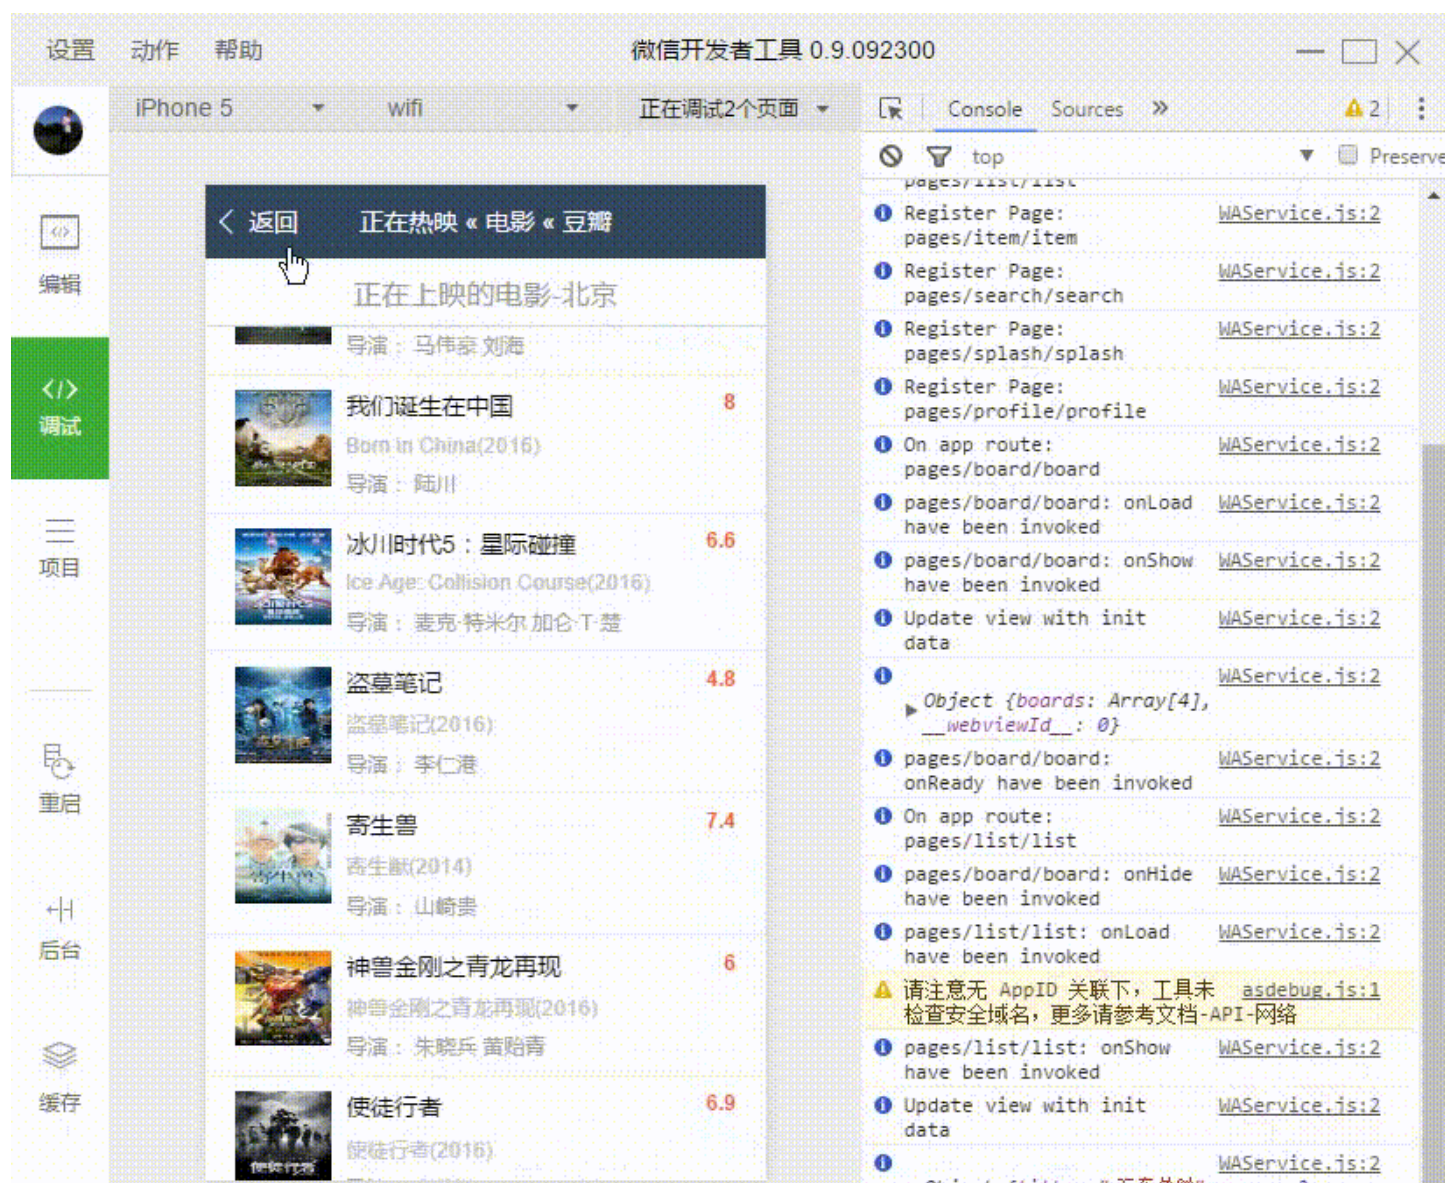 设置 动作 帮助 微信开发者工具 0.9.092300
iPhone 5 wifi 正在调试2个页面
编辑
调试
项目
重启
后台
缓存
返回 正在热映 « 电影 « 豆瓣
正在上映的电影-北京
导演： 马伟豪 刘海
我们诞生在中国 8
Born in China(2016)
导演： 陆川
冰川时代5：星际碰撞 6.6
Ice Age: Collision Course(2016)
导演： 麦克·特米尔 加仑·T·楚
盗墓笔记 4.8
盗墓笔记(2016)
导演： 李仁港
寄生兽 7.4
寄生獣(2014)
导演： 山崎贵
神兽金刚之青龙再现 6
神兽金刚之青龙再现(2016)
导演： 朱晓兵 黄贻青
使徒行者 6.9
使徒行者(2016)
使徒行者
Console Sources 2
top Preserve
pages/list/list
Register Page: WAService.js:2
pages/item/item
Register Page: WAService.js:2
pages/search/search
Register Page: WAService.js:2
pages/splash/splash
Register Page: WAService.js:2
pages/profile/profile
On app route: WAService.js:2
pages/board/board
pages/board/board: onLoad WAService.js:2
have been invoked
pages/board/board: onShow WAService.js:2
have been invoked
Update view with init WAService.js:2
data
WAService.js:2
Object {boards: Array[4],
__webviewId__: 0}
pages/board/board: WAService.js:2
onReady have been invoked
On app route: WAService.js:2
pages/list/list
pages/board/board: onHide WAService.js:2
have been invoked
pages/list/list: onLoad WAService.js:2
have been invoked
请注意无 AppID 关联下，工具未 asdebug.js:1
检查安全域名，更多请参考文档-API-网络
pages/list/list: onShow WAService.js:2
have been invoked
Update view with init WAService.js:2
data
WAService.js:2